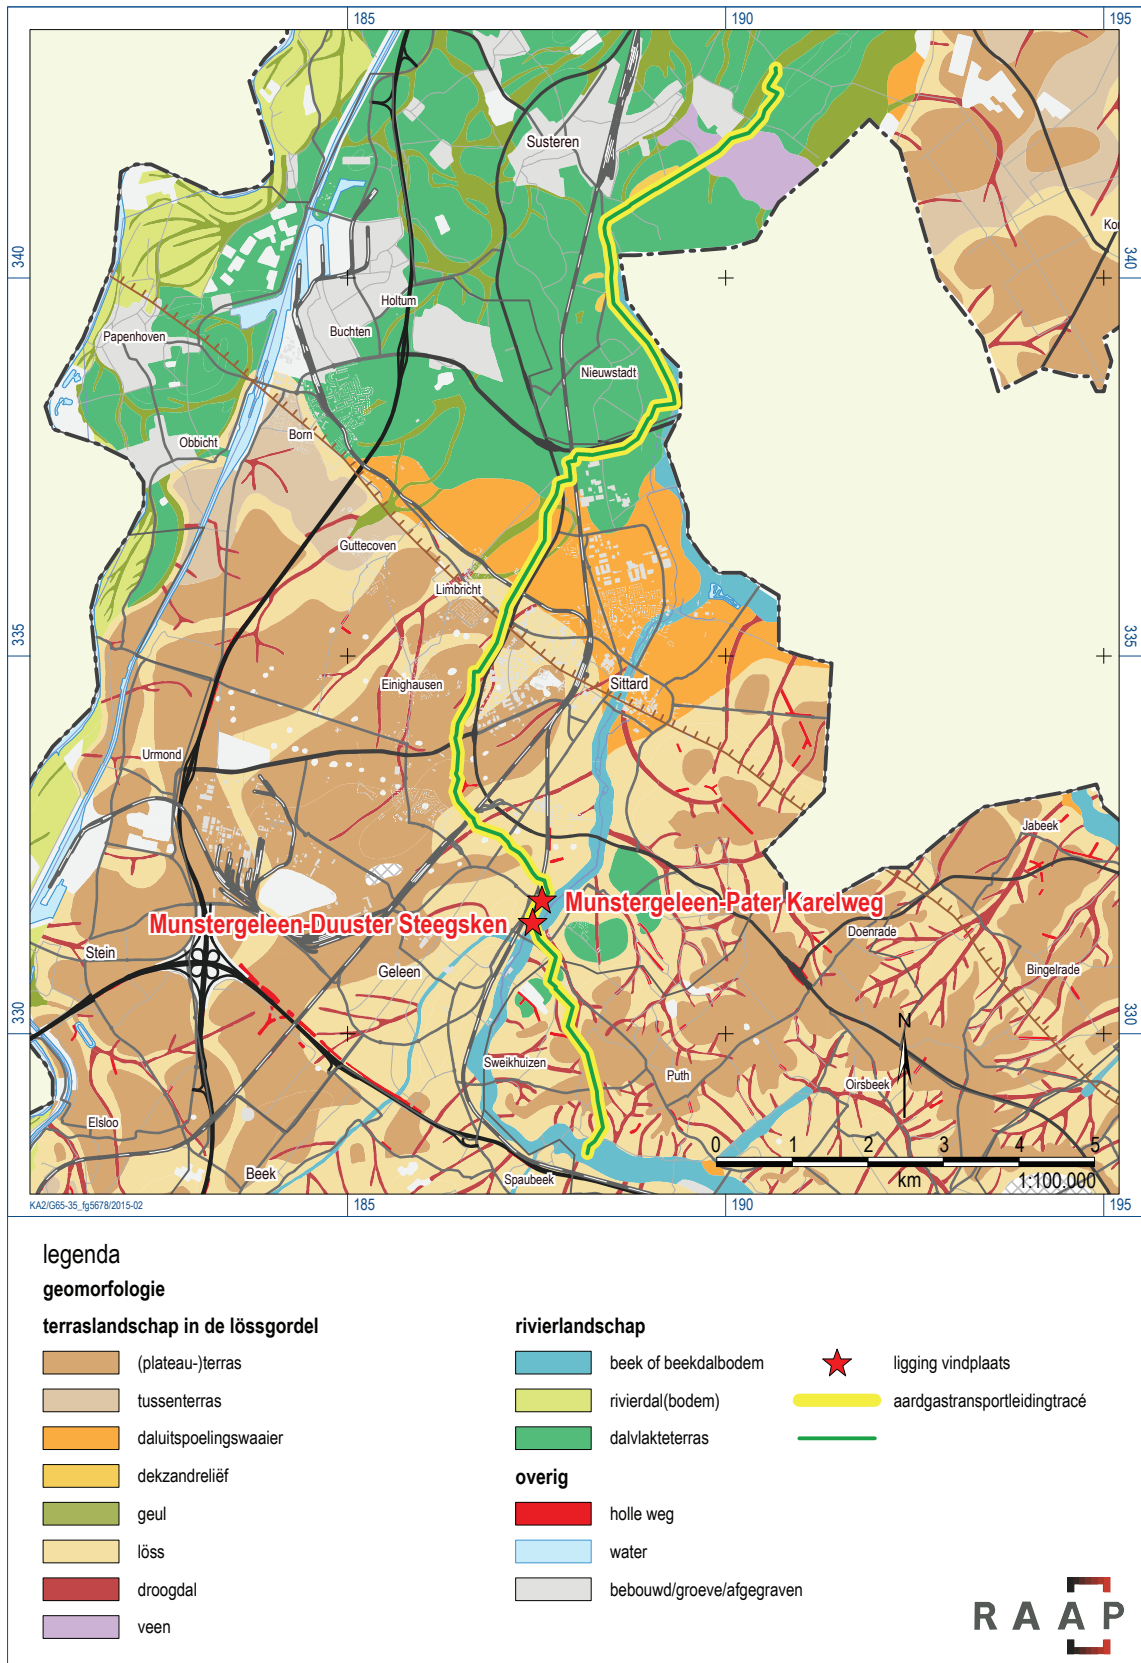 185
190
195
Susteren
Kor
340
340
Holtum
Papenhoven
Buchten
Nieuwstadt
Obbicht
Born
Guttecoven
Limbricht
335
335
Einighausen
Sittard
Urmond
Jabeek
Munstergeleen-Pater Karelweg
Munstergeleen-Duuster Steegsken
Doenrade
Stein
Geleen
Bingelrade
330
330
N
Sweikhuizen
Puth
Oirsbeek
Elsloo
0 1 2 3 4 5
Beek
Spaubeek
km
1:100.000
KA2/G65-35_fg5678/2015-02
185
190
195
legenda
geomorfologie
terraslandschap in de lössgordel
(plateau-)terras
tussenterras
daluitspoelingswaaier
dekzandreliëf
geul
löss
droogdal
veen
rivierlandschap
beek of beekdalbodem
rivierdal(bodem)
dalvlakteterras
overig
holle weg
water
bebouwd/groeve/afgegraven
ligging vindplaats
aardgastransportleidingtracé
RAAP